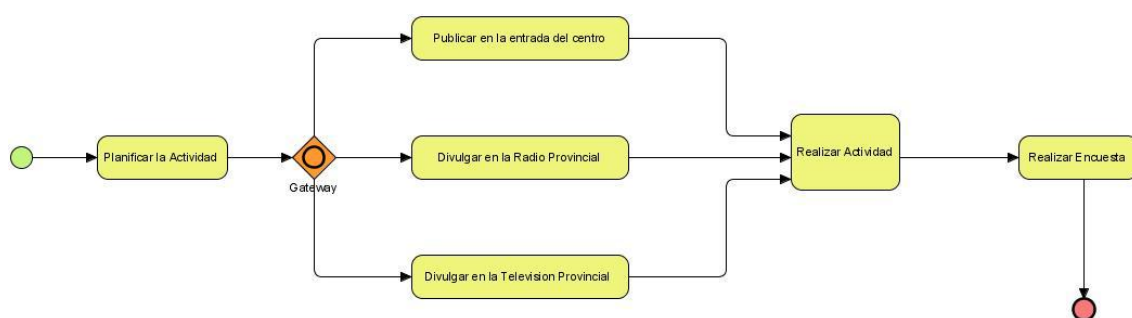 Publicar en la entrada del centro
Planificar la Actividad
Gateway
Divulgar en la Radio Provincial
Realizar Actividad
Realizar Encuesta
Divulgar en la Television Provincial